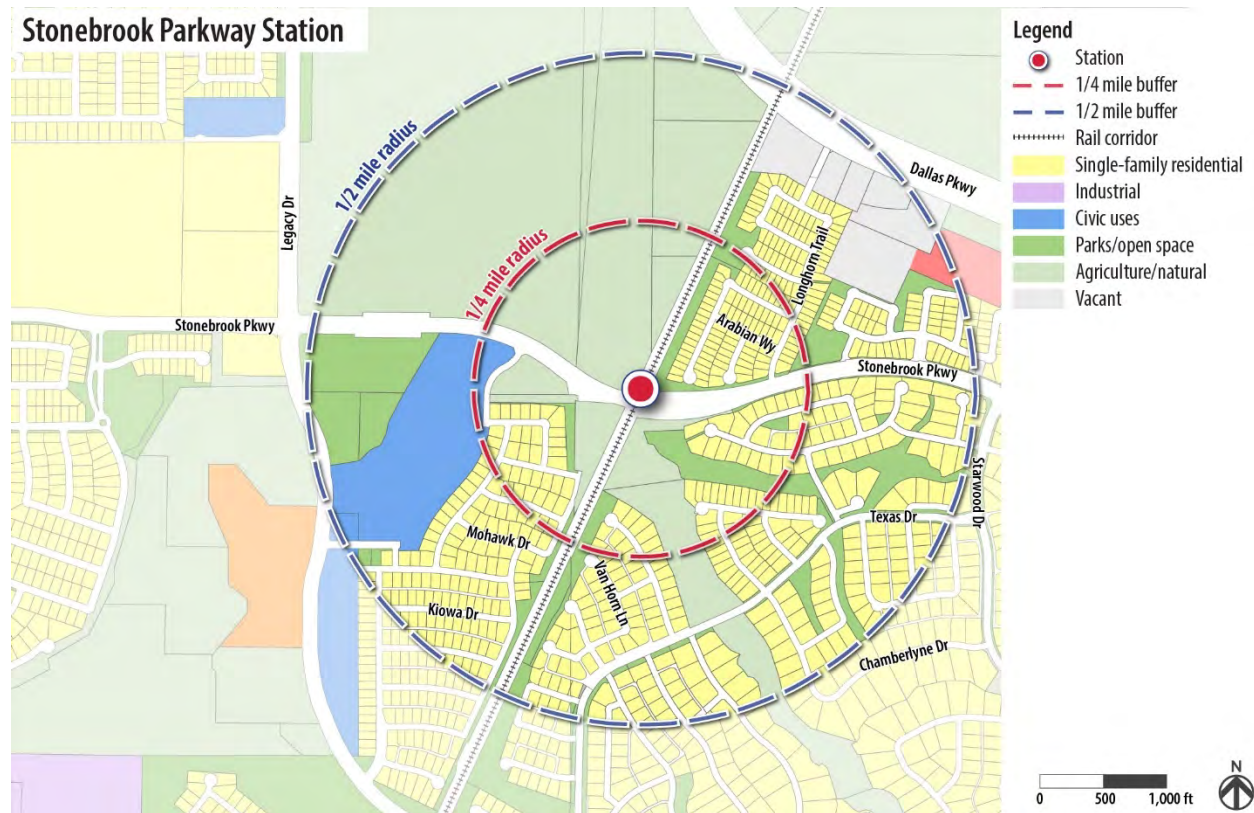 Stonebrook Parkway Station
Legend
Station
1/4 mile buffer
1/2 mile buffer
Rail corridor
Single-family residential
Industrial
Civic uses
Parks/open space
Agriculture/natural
Vacant
1/2 mile radius
1/4 mile radius
Dallas Pkwy
Legacy Dr
Longhorn Trail
Stonebrook Pkwy
Arabian Wy
Stonebrook Pkwy
Starwood Dr
Texas Dr
Mohawk Dr
Van Horn Ln
Kiowa Dr
Chamberlyne Dr
N
0 500 1,000 ft